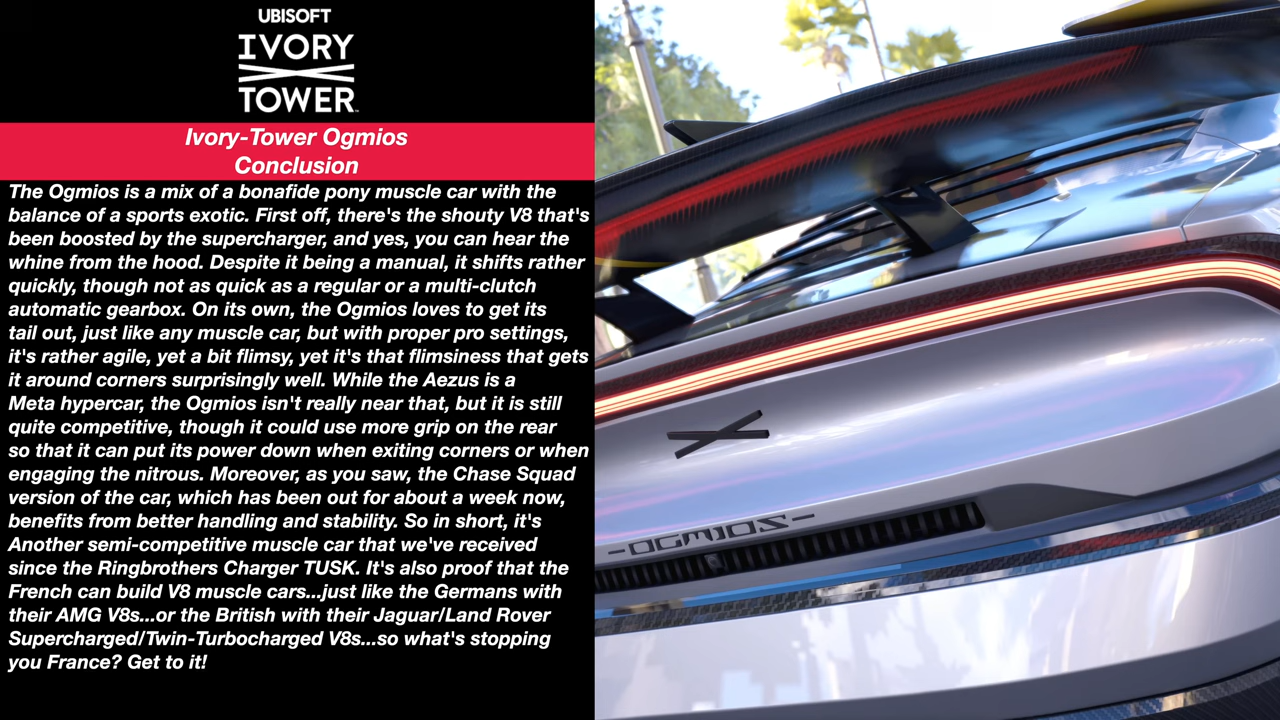 UBISOFT
IVORY
TOWER
Ivory-Tower Ogmios
Conclusion
The Ogmios is a mix of a bonafide pony muscle car with the
balance of a sports exotic. First off, there's the shouty V8 that's
been boosted by the supercharger, and yes, you can hear the
whine from the hood. Despite it being a manual, it shifts rather
quickly, though not as quick as a regular or a multi-clutch
automatic gearbox. On its own, the Ogmios loves to get its
tail out, just like any muscle car, but with proper pro settings,
it's rather agile, yet a bit flimsy, yet it's that flimsiness that gets
it around corners surprisingly well. While the Aezus is a
Meta hypercar, the Ogmios isn't really near that, but it is still
quite competitive, though it could use more grip on the rear
so that it can put its power down when exiting corners or when
engaging the nitrous. Moreover, as you saw, the Chase Squad
version of the car, which has been out for about a week now,
benefits from better handling and stability. So in short, it's
Another semi-competitive muscle car that we've received
since the Ringbrothers Charger TUSK. It's also proof that the
French can build V8 muscle cars...just like the Germans with
their AMG V8s...or the British with their Jaguar/Land Rover
Supercharged/Twin-Turbocharged V8s...so what's stopping
you France? Get to it!
-OGMIOS-